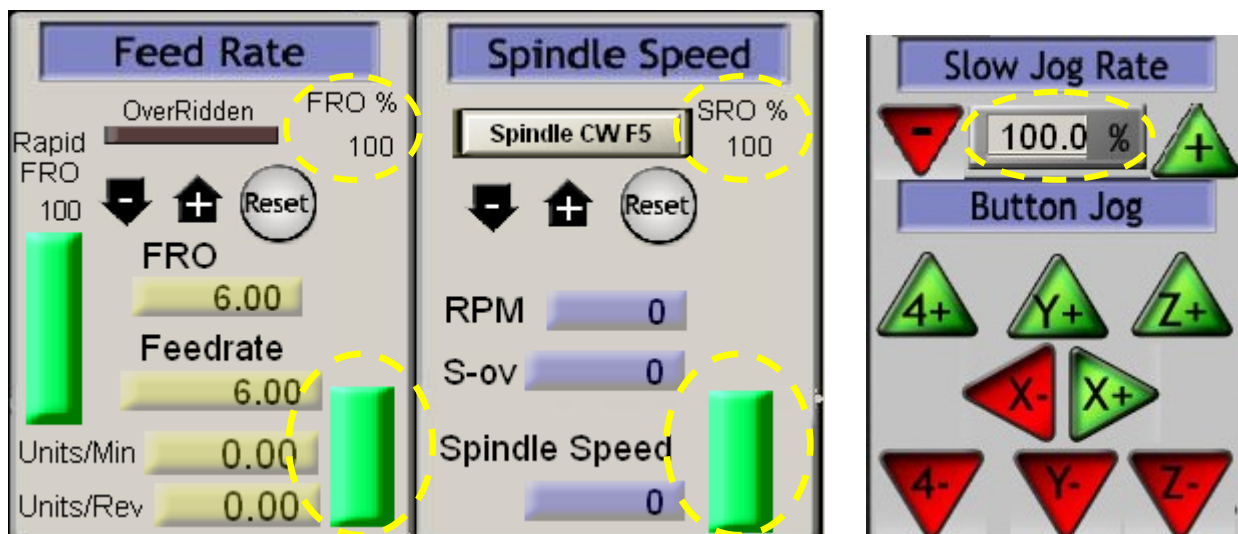 Feed Rate
OverRidden
FRO %
100
Rapid
FRO
100
-
+
Reset
FRO
6.00
Feedrate
6.00
Units/Min
0.00
Units/Rev
0.00
Spindle Speed
Spindle CW F5
SRO %
100
-
+
Reset
RPM
0
S-ov
0
Spindle Speed
0
Slow Jog Rate
-
100.0 %
+
Button Jog
4+
Y+
Z+
X-
X+
4-
Y-
Z-